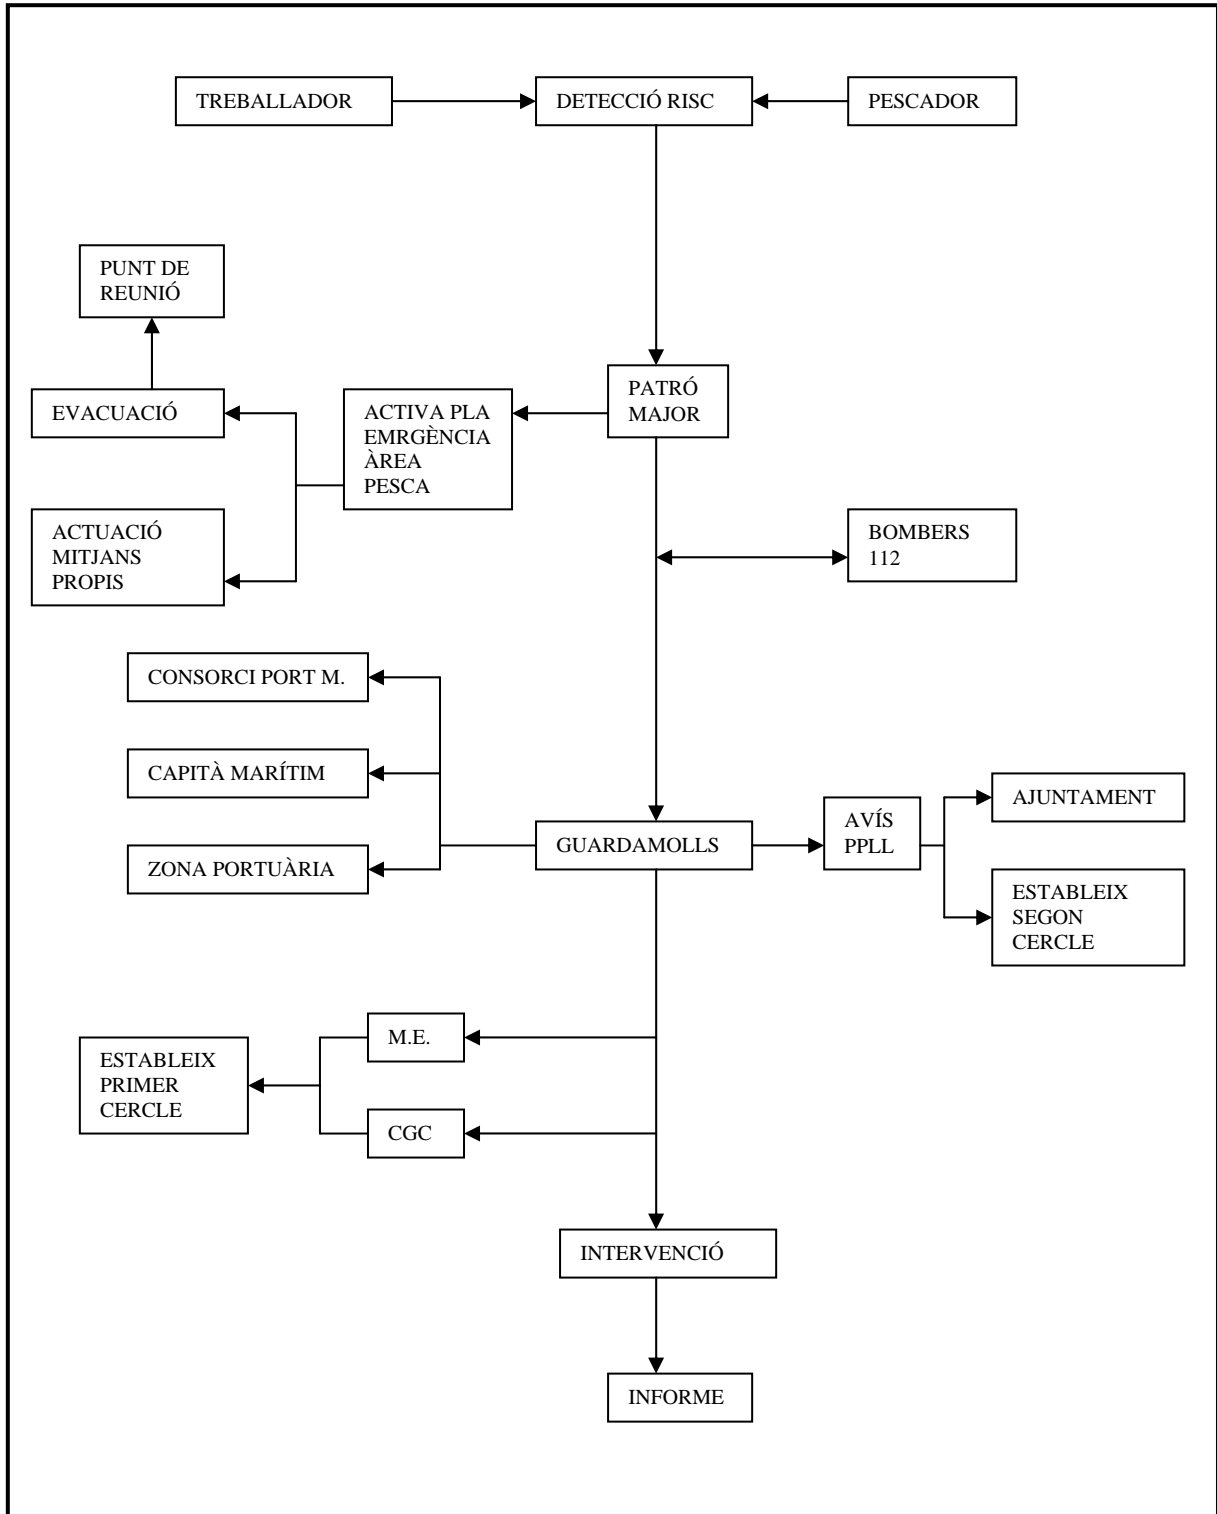 TREBALLADOR
DETECCIÓ RISC
PESCADOR
PUNT DE
REUNIÓ
PATRÓ
MAJOR
EVACUACIÓ
ACTIVA PLA
EMRGÈNCIA
ÀREA
PESCA
ACTUACIÓ
MITJANS
PROPIS
BOMBERS
112
CONSORCI PORT M.
CAPITÀ MARÍTIM
ZONA PORTUÀRIA
GUARDAMOLLS
AVÍS
PPLL
AJUNTAMENT
ESTABLEIX
SEGON
CERCLE
M.E.
ESTABLEIX
PRIMER
CERCLE
CGC
INTERVENCIÓ
INFORME